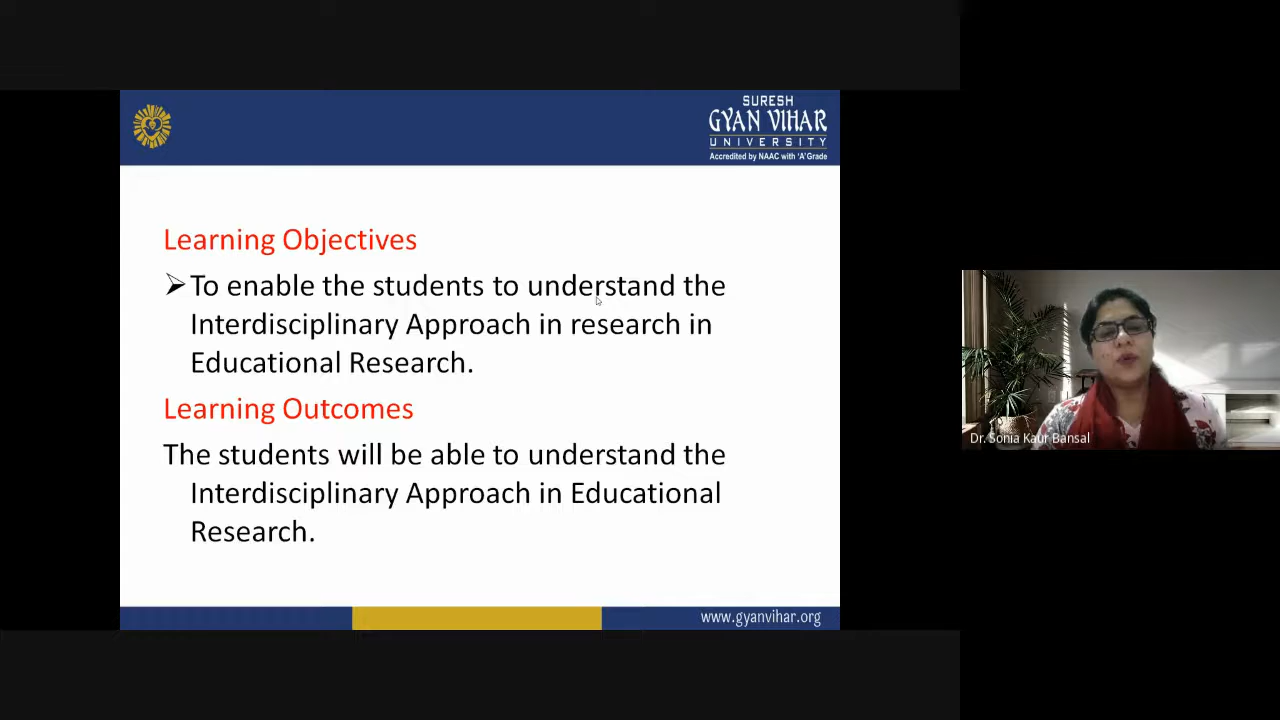 SURESH
GYAN VIHAR
UNIVERSITY
Accredited by NAAC with 'A'Grade
Learning Objectives
➢To enable the students to understand the
Interdisciplinary Approach in research in
Educational Research.
Learning Outcomes
The students will be able to understand the
Interdisciplinary Approach in Educational
Research.
www.gyanvihar.org
Dr. Sonia Kaur Bansal